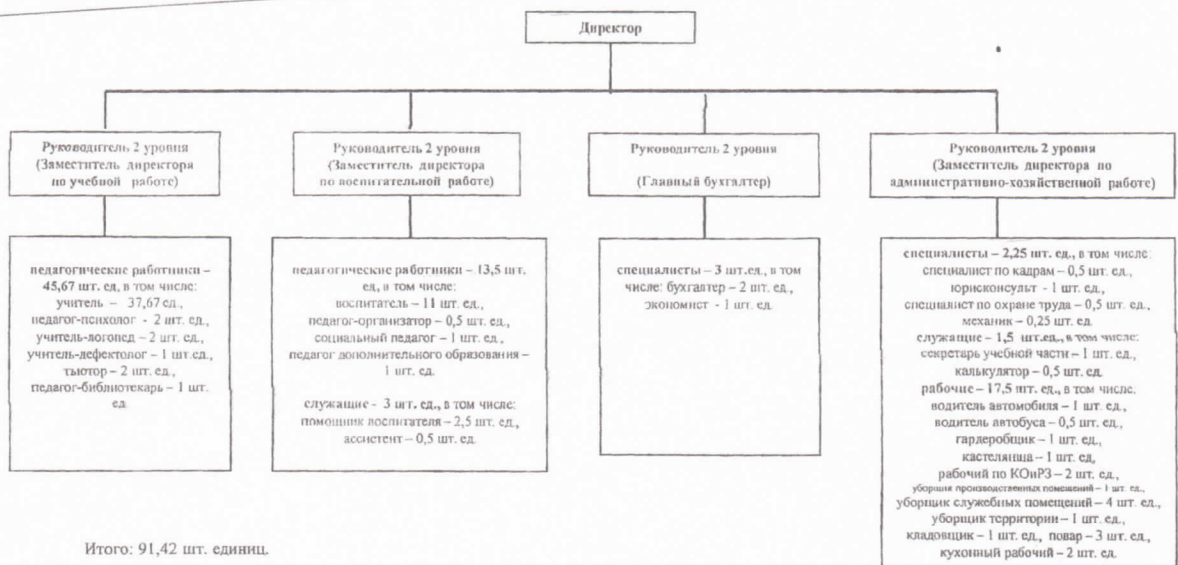 Директор
Руководитель 2 уровня
(Заместитель директора
по учебной работе)
Руководитель 2 уровня
(Заместитель директора
по воспитательной работе)
Руководитель 2 уровня
(Главный бухгалтер)
Руководитель 2 уровня
(Заместитель директора по
административно-хозяйственной работе)
педагогические работники –
45,67 шт. ед, в том числе:
учитель – 37,67 ед.,
педагог-психолог - 2 шт. ед.,
учитель-логопед – 2 шт. ед.,
учитель-дефектолог – 1 шт.ед.,
тьютор – 2 шт. ед.,
педагог-библиотекарь – 1 шт.
ед.
педагогические работники – 13,5 шт.
ед, в том числе:
воспитатель – 11 шт. ед.,
педагог-организатор – 0,5 шт. ед.,
социальный педагог – 1 шт. ед.,
педагог дополнительного образования –
1 шт. ед.
служащие - 3 шт. ед., в том числе:
помощник воспитателя – 2,5 шт. ед.,
ассистент – 0,5 шт. ед.
специалисты – 3 шт.ед., в том
числе: бухгалтер – 2 шт. ед.,
экономист - 1 шт. ед.
специалисты – 2,25 шт. ед., в том числе:
специалист по кадрам – 0,5 шт. ед.,
юрисконсульт - 1 шт. ед.,
специалист по охране труда – 0,5 шт. ед.,
механик – 0,25 шт. ед.
служащие – 1,5 шт.ед., в том числе:
секретарь учебной части – 1 шт. ед.,
калькулятор – 0,5 шт. ед.
рабочие – 17,5 шт. ед., в том числе:
водитель автомобиля – 1 шт. ед.,
водитель автобуса – 0,5 шт. ед.,
гардеробщик – 1 шт. ед.,
кастелянша – 1 шт. ед,
рабочий по КОиРЗ – 2 шт. ед.,
уборщик производственных помещений – 1 шт. ед.,
уборщик служебных помещений – 4 шт. ед.,
уборщик территории – 1 шт. ед.,
кладовщик – 1 шт. ед., повар – 3 шт. ед.,
кухонный рабочий – 2 шт. ед.
Итого: 91,42 шт. единиц.